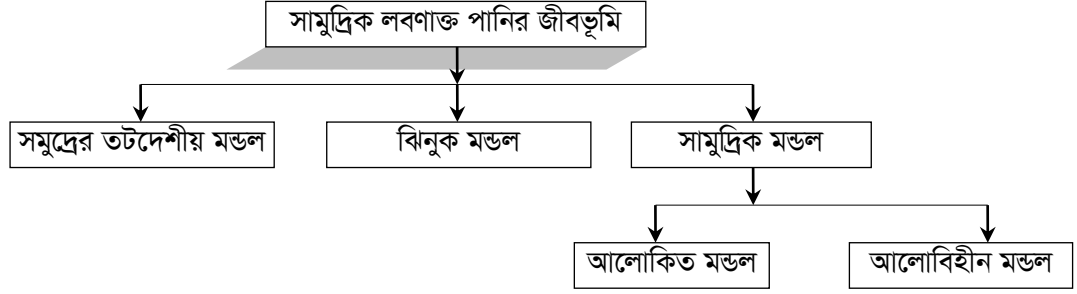 সামুদ্রিক লবণাক্ত পানির জীবভূমি
সমুদ্রের তটদেশীয় মন্ডল
ঝিনুক মন্ডল
সামুদ্রিক মন্ডল
আলোকিত মন্ডল
আলোবিহীন মন্ডল